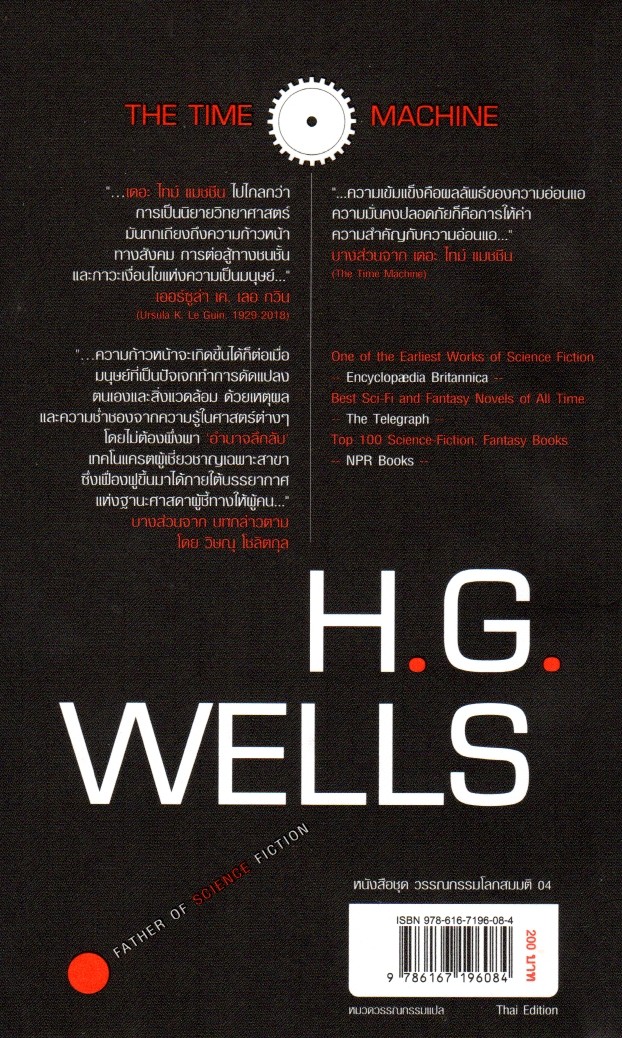 THE TIME MACHINE
"...เดอะ ไทม์ แมชชีน ไปไกลกว่า
การเป็นนิยายวิทยาศาสตร์
มันถกเถียงถึงความก้าวหน้า
ทางสังคม การต่อสู้ทางชนชั้น
และภาวะเงื่อนไขแห่งความเป็นมนุษย์..."
เออร์ซูล่า เค. เลอ กวิน
(Ursula K. Le Guin. 1929-2018)
"...ความก้าวหน้าจะเกิดขึ้นได้ก็ต่อเมื่อ
มนุษย์ที่เป็นปัจเจกทำการดัดแปลง
ตนเองและสิ่งแวดล้อม ด้วยเหตุผล
และความช่ำชองจากความรู้ในศาสตร์ต่างๆ
โดยไม่ต้องพึ่งพา 'อำนาจลึกลับ'
เทคโนแครตผู้เชี่ยวชาญเฉพาะสาขา
ซึ่งเฟื่องฟูขึ้นมาได้ภายใต้บรรยากาศ
แห่งฐานะศาสดาผู้ชี้ทางให้ผู้คน..."
บางส่วนจาก บทกล่าวตาม
โดย วิษณุ โชลิตกุล
"...ความเข้มแข็งคือผลลัพธ์ของความอ่อนแอ
ความมั่นคงปลอดภัยก็คือการให้ค่า
ความสำคัญกับความอ่อนแอ..."
บางส่วนจาก เดอะ ไทม์ แมชชีน
(The Time Machine)
One of the Earliest Works of Science Fiction
-- Encyclopædia Britannica --
Best Sci-Fi and Fantasy Novels of All Time
-- The Telegraph --
Top 100 Science-Fiction. Fantasy Books
-- NPR Books --
H.G.
WELLS
FATHER OF SCIENCE FICTION
หนังสือชุด วรรณกรรมโลกสมมติ 04
ISBN 978-616-7196-08-4
9 786167 196084
200 บาท
หมวดวรรณกรรมแปล Thai Edition